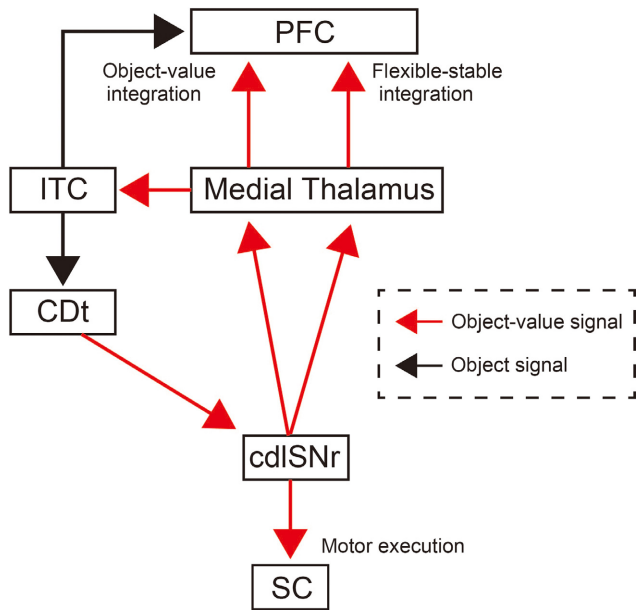 PFC
Object-value
integration
Flexible-stable
integration
ITC
Medial Thalamus
CDt
Object-value signal
Object signal
cdlSNr
Motor execution
SC